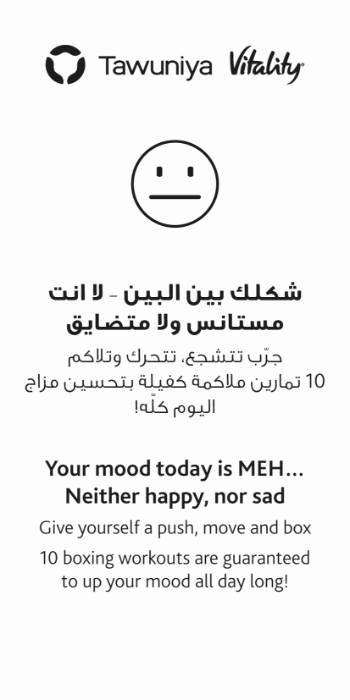 Tawuniya Vitality
شكلك بين البين - لا انت
مستانس ولا متضايق
جرّب تتشجع، تتحرك وتلاكم
10 تمارين ملاكمة كفيلة بتحسين مزاج
اليوم كلّه!
Your mood today is MEH...
Neither happy, nor sad
Give yourself a push, move and box
10 boxing workouts are guaranteed
to up your mood all day long!